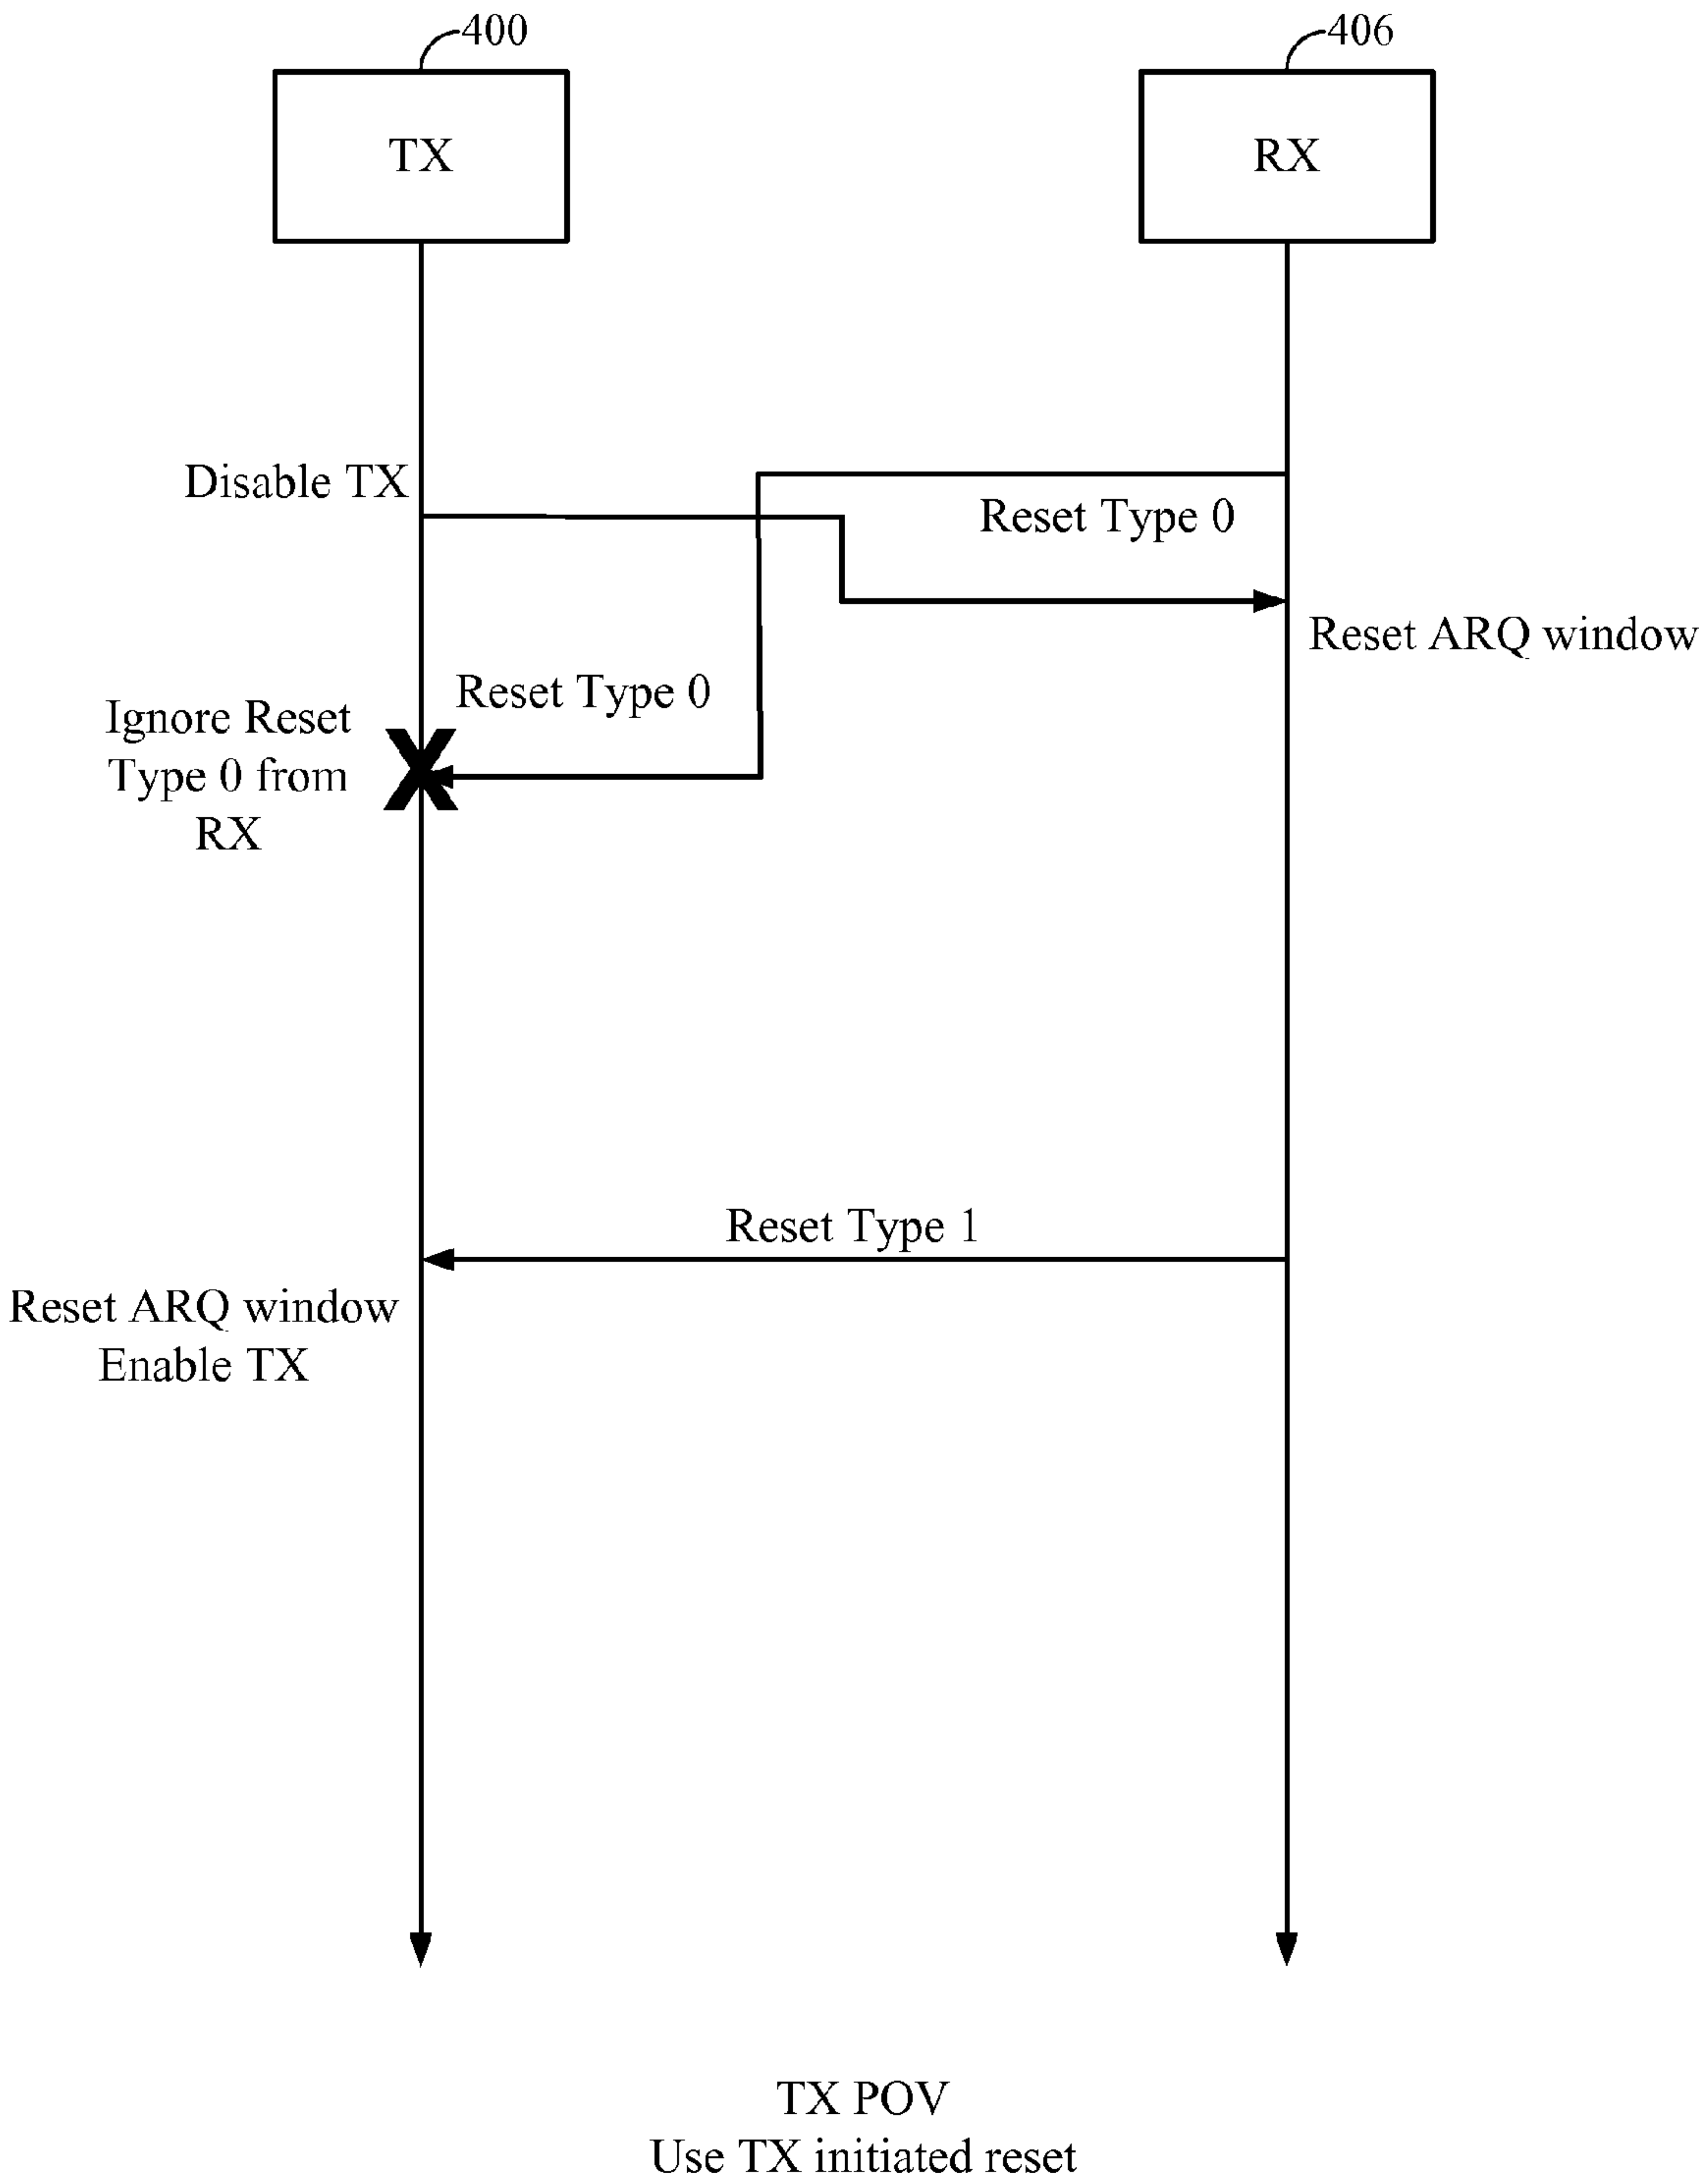 400
406
TX
RX
Disable TX
Reset Type 0
Reset ARQ window
Reset Type 0
Ignore Reset
Type 0 from
RX
Reset Type 1
Reset ARQ window
Enable TX
TX POV
Use TX initiated reset